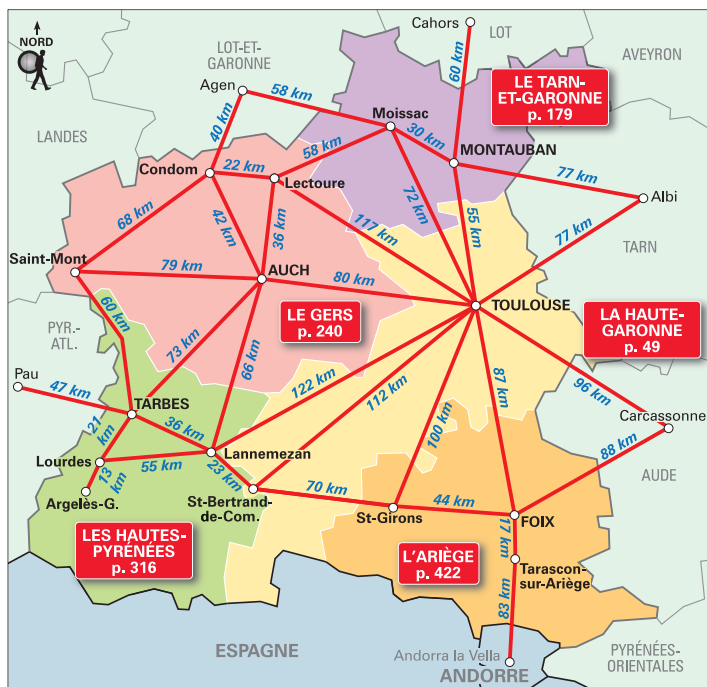 NORD
Cahors
LOT
LOT-ET-
GARONNE
AVEYRON
60 km
LE TARN-
ET-GARONNE
p. 179
Agen
58 km
Moissac
LANDES
40 km
58 km
30 km
MONTAUBAN
Condom
22 km
Lectoure
77 km
Albi
68 km
42 km
36 km
117 km
72 km
55 km
77 km
TARN
Saint-Mont
79 km
AUCH
80 km
TOULOUSE
60 km
LE GERS
p. 240
LA HAUTE-
GARONNE
p. 49
PYR.-
ATL.
73 km
66 km
Pau
47 km
122 km
112 km
87 km
96 km
TARBES
Carcassonne
21
km
36 km
100 km
Lannemezan
88 km
Lourdes
55 km
23 km
AUDE
13
km
St-Bertrand-
de-Com.
70 km
44 km
Argelès-G.
St-Girons
FOIX
LES HAUTES-
PYRÉNÉES
p. 316
L'ARIÈGE
p. 422
17 km
Tarascon-
sur-Ariège
83 km
ESPAGNE
Andorra la Vella
ANDORRE
PYRÉNÉES-
ORIENTALES